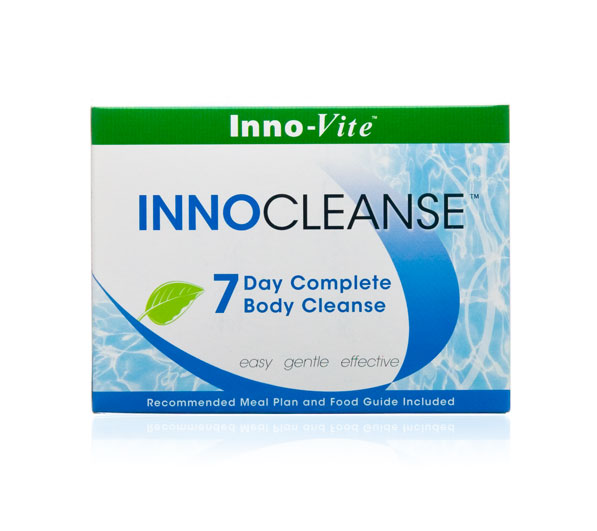 Inno-Vite™
INNOCLEANSE™
7 Day Complete
Body Cleanse
easy gentle effective
Recommended Meal Plan and Food Guide Included